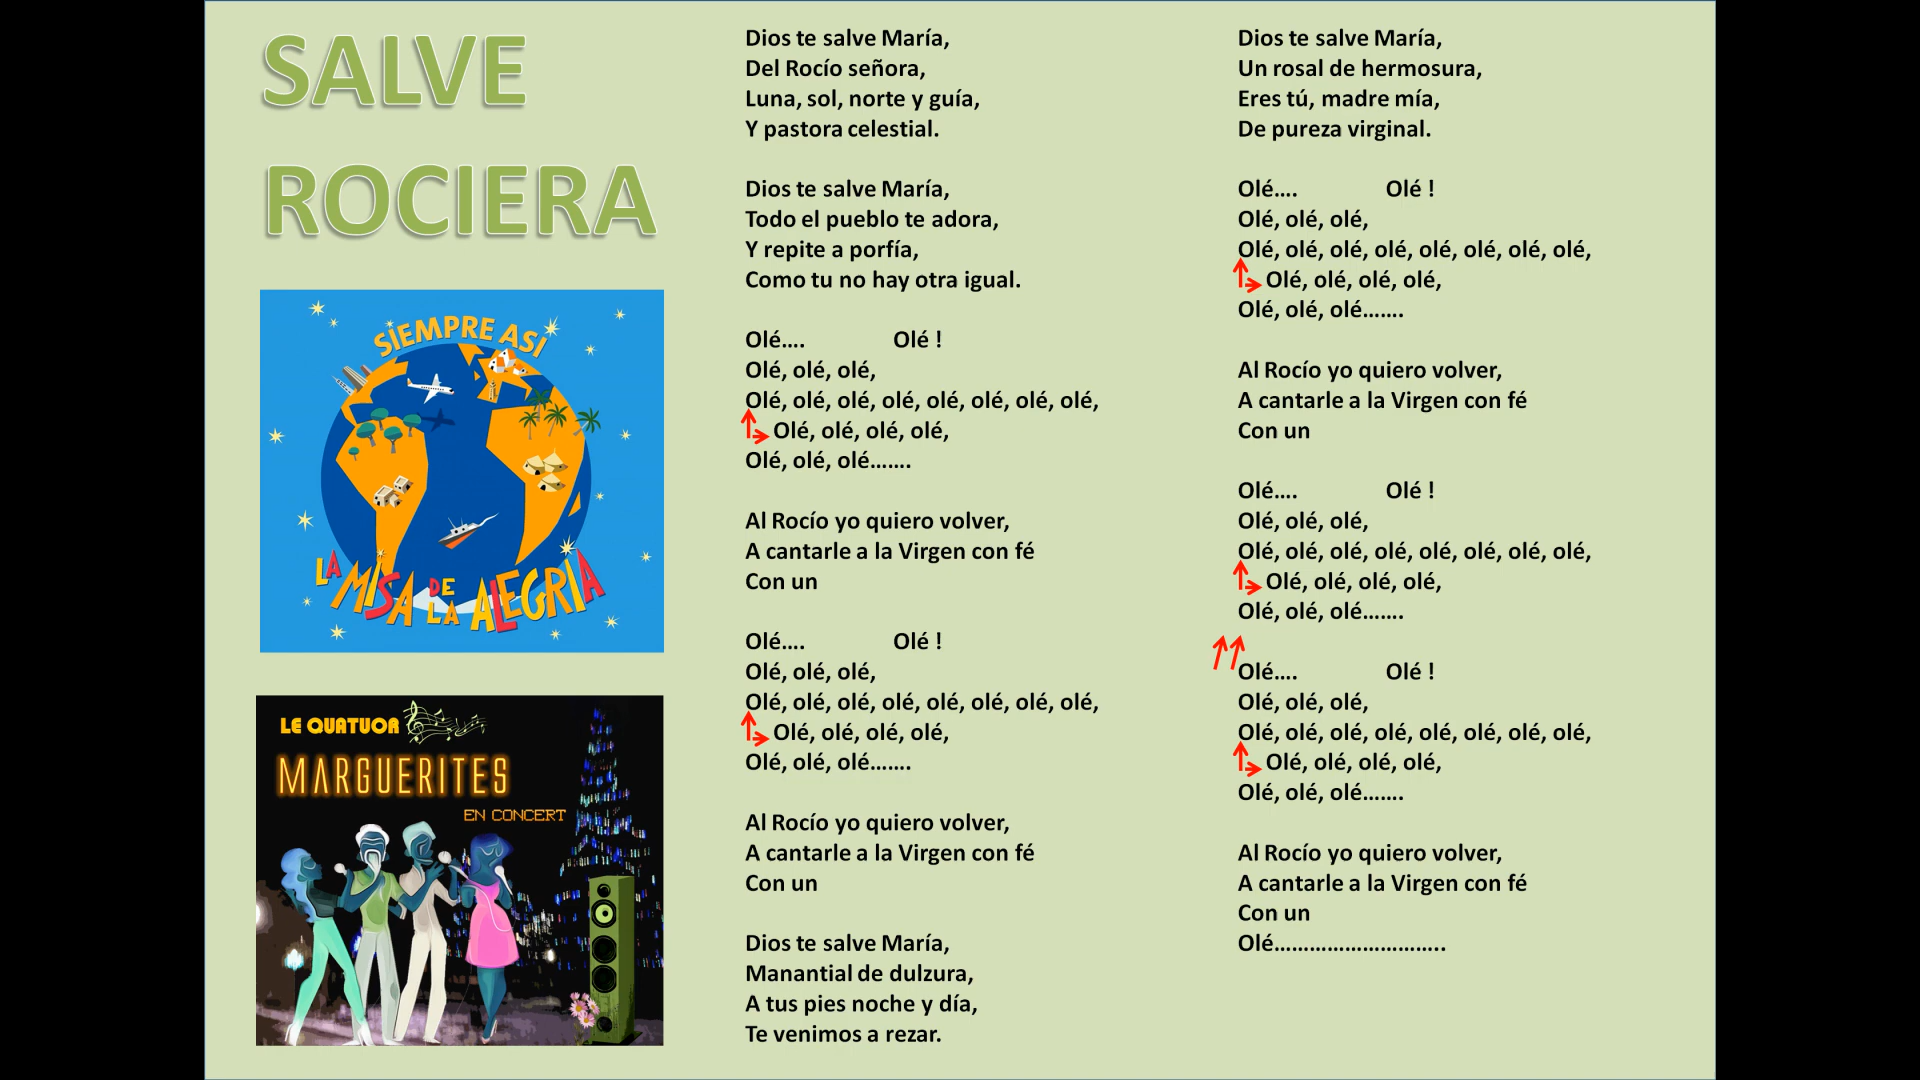 SALVE
ROCIERA
SIEMPRE ASI
LA MISA DE LA ALEGRIA
LE QUATUOR
MARGUERITES
EN CONCERT
Dios te salve María,
Del Rocío señora,
Luna, sol, norte y guía,
Y pastora celestial.
Dios te salve María,
Todo el pueblo te adora,
Y repite a porfía,
Como tu no hay otra igual.
Olé.... Olé !
Olé, olé, olé,
Olé, olé, olé, olé, olé, olé, olé, olé,
Olé, olé, olé, olé,
Olé, olé, olé.......
Al Rocío yo quiero volver,
A cantarle a la Virgen con fé
Con un
Olé.... Olé !
Olé, olé, olé,
Olé, olé, olé, olé, olé, olé, olé, olé,
Olé, olé, olé, olé,
Olé, olé, olé.......
Al Rocío yo quiero volver,
A cantarle a la Virgen con fé
Con un
Dios te salve María,
Manantial de dulzura,
A tus pies noche y día,
Te venimos a rezar.
Dios te salve María,
Un rosal de hermosura,
Eres tú, madre mía,
De pureza virginal.
Olé.... Olé !
Olé, olé, olé,
Olé, olé, olé, olé, olé, olé, olé, olé,
Olé, olé, olé, olé,
Olé, olé, olé.......
Al Rocío yo quiero volver,
A cantarle a la Virgen con fé
Con un
Olé.... Olé !
Olé, olé, olé,
Olé, olé, olé, olé, olé, olé, olé, olé,
Olé, olé, olé, olé,
Olé, olé, olé.......
Olé.... Olé !
Olé, olé, olé,
Olé, olé, olé, olé, olé, olé, olé, olé,
Olé, olé, olé, olé,
Olé, olé, olé.......
Al Rocío yo quiero volver,
A cantarle a la Virgen con fé
Con un
Olé...........................